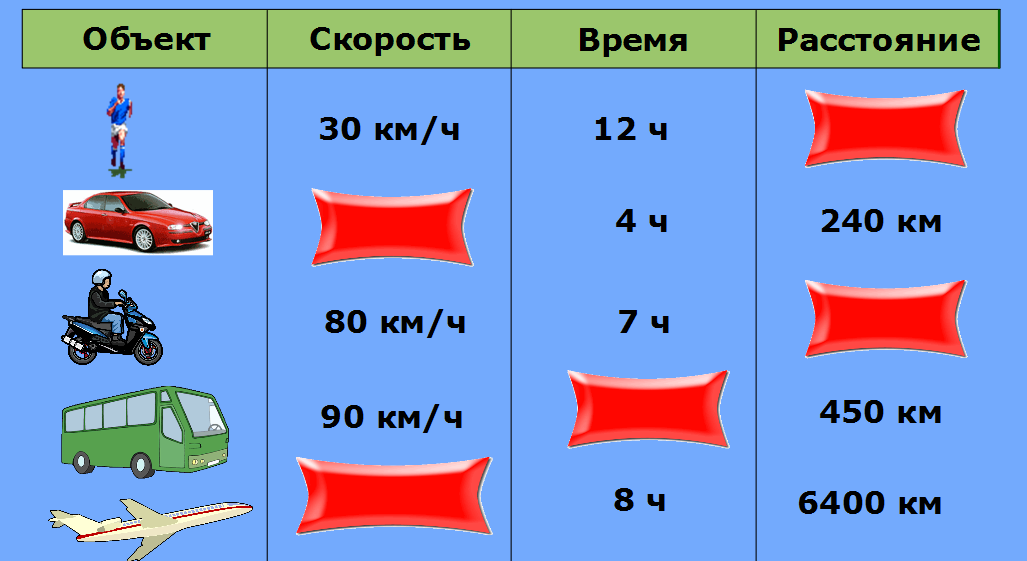 Объект Скорость Время Расстояние
30 км/ч 12 ч
4 ч 240 км
80 км/ч 7 ч
90 км/ч 450 км
8 ч 6400 км